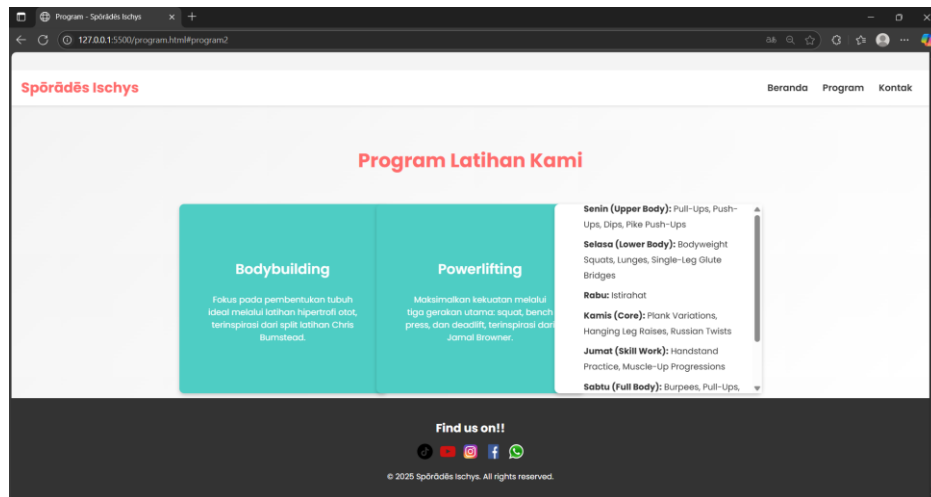 Program - Spōrādēs Ischys
127.0.0.1:5500/program.html#program2
Spōrādēs Ischys
Beranda Program Kontak
Program Latihan Kami
Bodybuilding
Fokus pada pembentukan tubuh
ideal melalui latihan hipertrofi otot,
terinspirasi dari split latihan Chris
Bumstead.
Powerlifting
Maksimalkan kekuatan melalui
tiga gerakan utama: squat, bench
press, dan deadlift, terinspirasi dari
Jamal Browner.
Senin (Upper Body): Pull-Ups, Push-
Ups, Dips, Pike Push-Ups
Selasa (Lower Body): Bodyweight
Squats, Lunges, Single-Leg Glute
Bridges
Rabu: Istirahat
Kamis (Core): Plank Variations,
Hanging Leg Raises, Russian Twists
Jumat (Skill Work): Handstand
Practice, Muscle-Up Progressions
Sabtu (Full Body): Burpees, Pull-Ups,
Find us on!!
© 2025 Spōrādēs Ischys. All rights reserved.